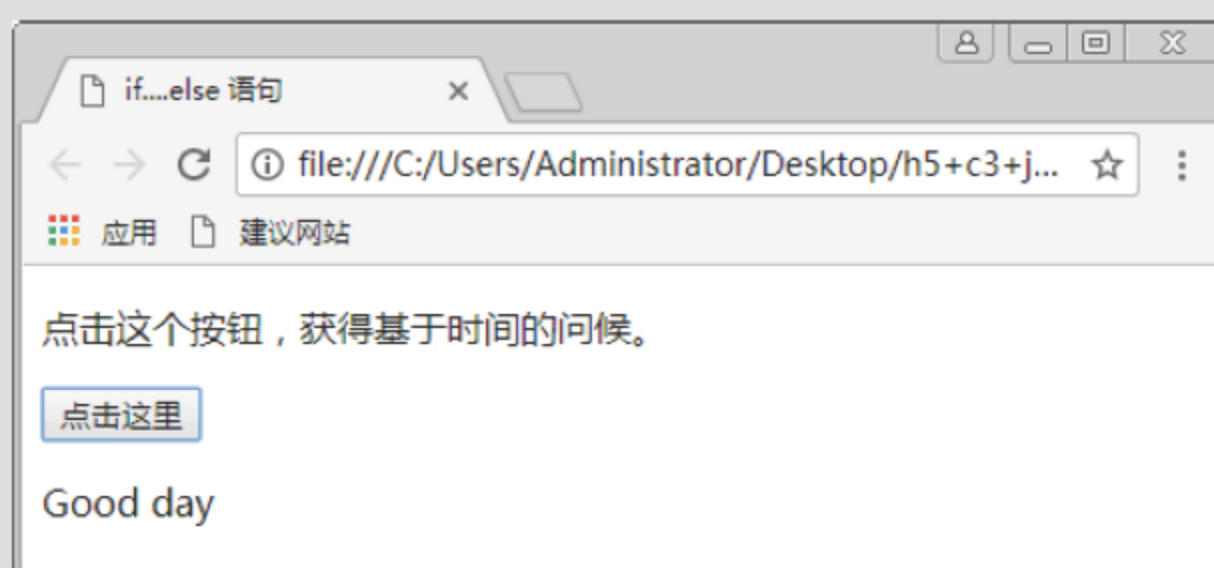 if....else 语句
file:///C:/Users/Administrator/Desktop/h5+c3+j...
应用 建议网站
点击这个按钮，获得基于时间的问候。
点击这里
Good day